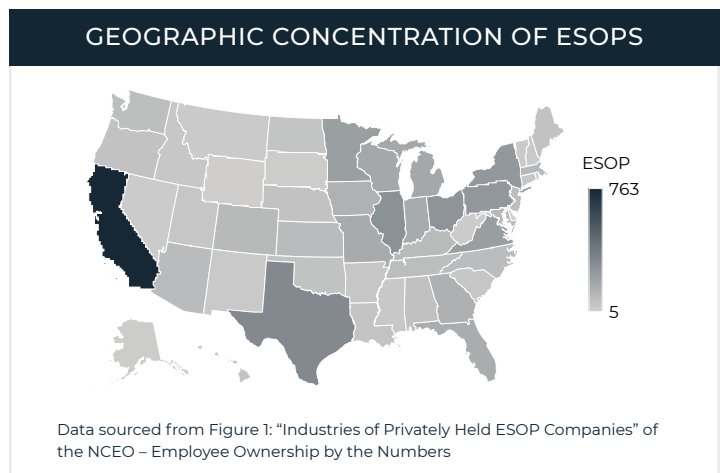 GEOGRAPHIC CONCENTRATION OF ESOPS
ESOP
763
5
Data sourced from Figure 1: “Industries of Privately Held ESOP Companies” of
the NCEO – Employee Ownership by the Numbers